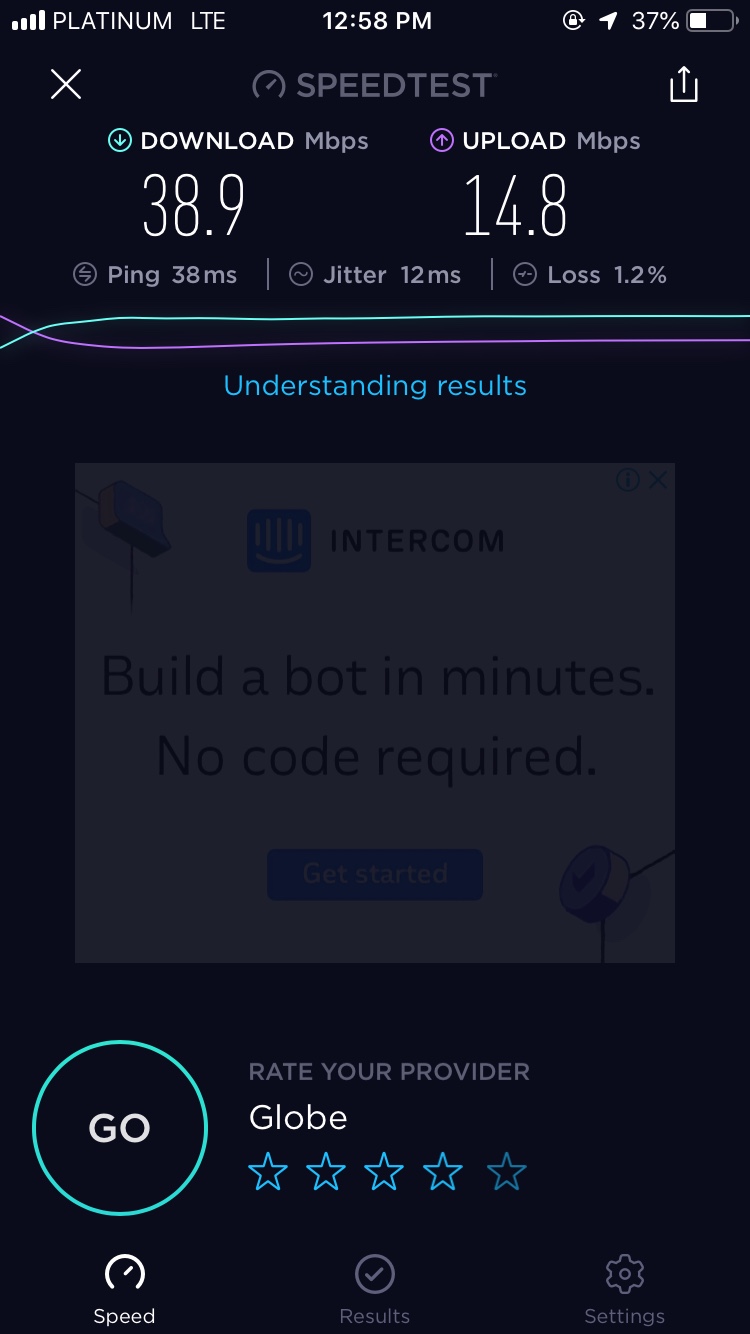 PLATINUM LTE 12:58 PM 37%
SPEEDTEST
DOWNLOAD Mbps UPLOAD Mbps
38.9 14.8
Ping 38ms Jitter 12ms Loss 1.2%
Understanding results
INTERCOM
Build a bot in minutes.
No code required.
Get started
RATE YOUR PROVIDER
GO
Globe
Speed Results Settings